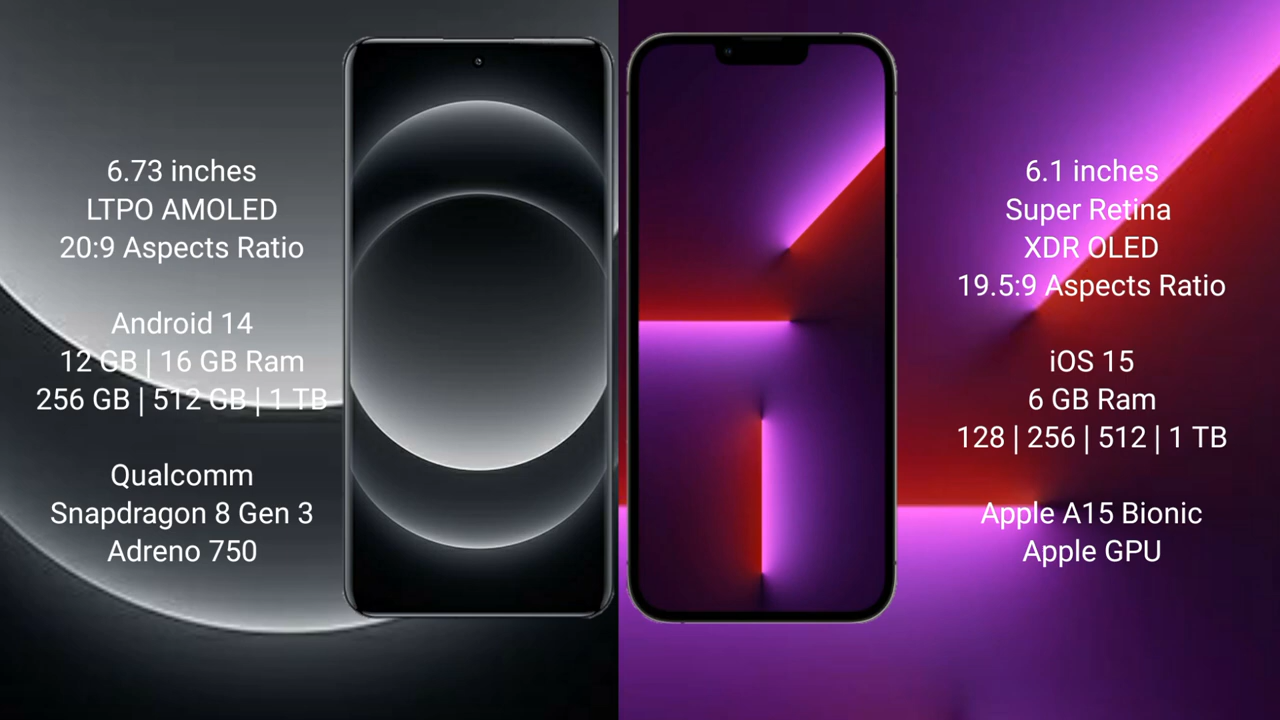 6.73 inches
LTPO AMOLED
20:9 Aspects Ratio
Android 14
12 GB | 16 GB Ram
256 GB | 512 GB | 1 TB
Qualcomm
Snapdragon 8 Gen 3
Adreno 750
6.1 inches
Super Retina
XDR OLED
19.5:9 Aspects Ratio
iOS 15
6 GB Ram
128 | 256 | 512 | 1 TB
Apple A15 Bionic
Apple GPU